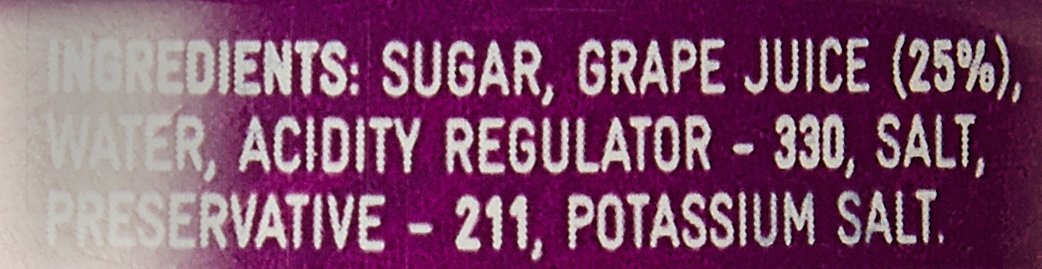 INGREDIENTS: SUGAR, GRAPE JUICE (25%),
WATER, ACIDITY REGULATOR - 330, SALT,
PRESERVATIVE - 211, POTASSIUM SALT.